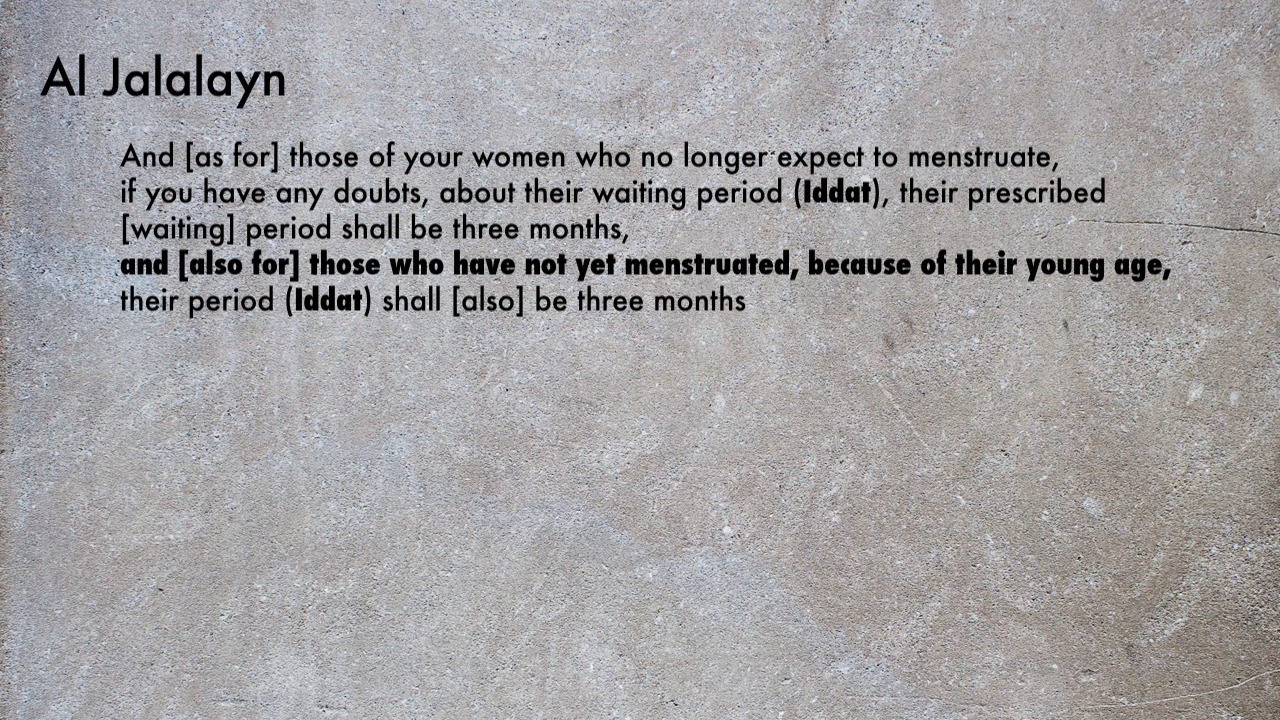 Al Jalalayn
And [as for] those of your women who no longer expect to menstruate,
if you have any doubts, about their waiting period (Iddat), their prescribed
[waiting] period shall be three months,
and [also for] those who have not yet menstruated, because of their young age,
their period (Iddat) shall [also] be three months